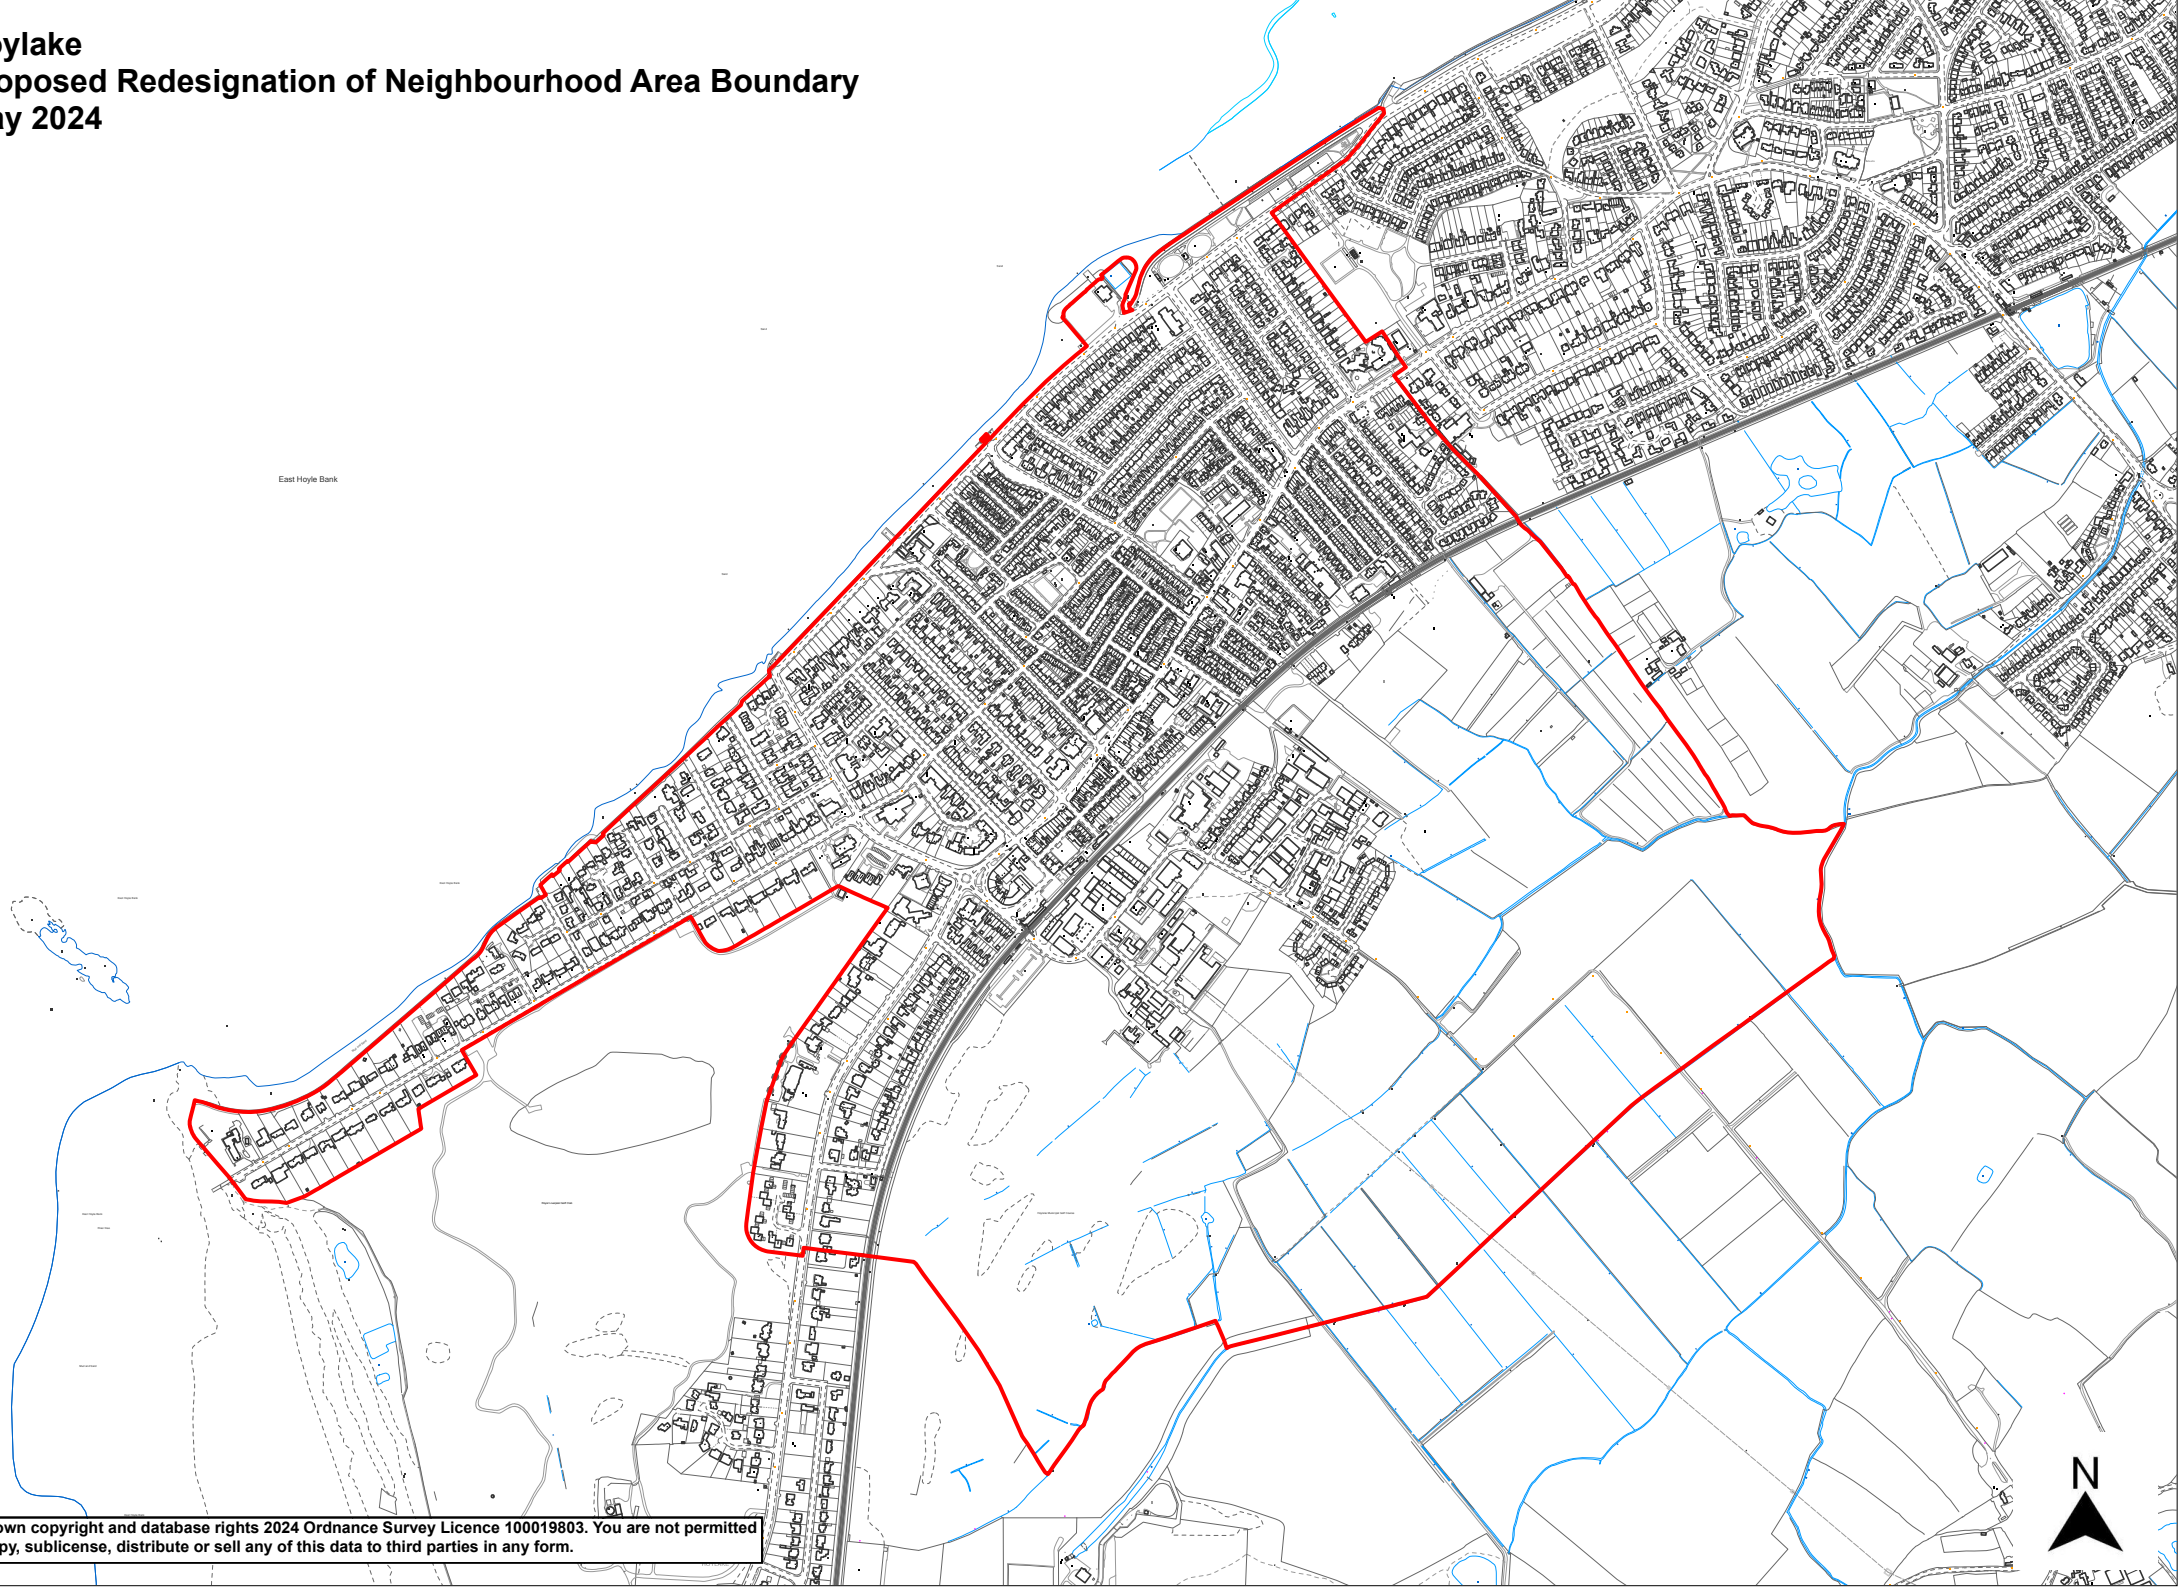 oylake
oposed Redesignation of Neighbourhood Area Boundary
ay 2024
East Hoyle Bank
N
own copyright and database rights 2024 Ordnance Survey Licence 100019803. You are not permitted
py, sublicense, distribute or sell any of this data to third parties in any form.